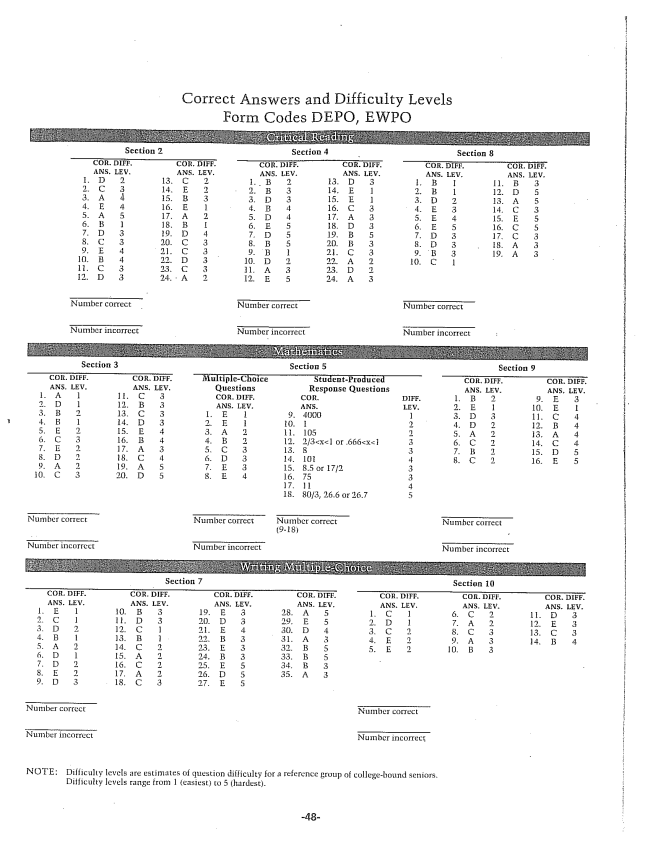 Correct Answers and Difficulty Levels
Form Codes DEPO, EWPO
Critical Reading
Section 2
COR. DIFF. COR. DIFF.
ANS. LEV. ANS. LEV.
1. D 2 13. C 2
2. C 3 14. E 2
3. A 4 15. B 3
4. E 4 16. E 1
5. A 5 17. A 2
6. B 1 18. B 1
7. D 3 19. D 4
8. C 3 20. C 3
9. E 4 21. C 3
10. B 4 22. D 3
11. C 3 23. C 3
12. D 3 24. A 2
Number correct
Number incorrect
Section 4
COR. DIFF. COR. DIFF.
ANS. LEV. ANS. LEV.
1. B 2 13. D 3
2. B 3 14. E 1
3. D 3 15. E 1
4. B 4 16. C 3
5. D 4 17. A 3
6. E 5 18. D 3
7. D 5 19. B 5
8. B 5 20. B 3
9. B 1 21. C 3
10. D 2 22. A 2
11. A 3 23. D 2
12. E 5 24. A 3
Number correct
Number incorrect
Section 8
COR. DIFF. COR. DIFF.
ANS. LEV. ANS. LEV.
1. B 1 11. B 3
2. B 1 12. D 5
3. D 2 13. A 5
4. E 3 14. C 3
5. E 4 15. E 5
6. E 5 16. C 5
7. D 3 17. C 3
8. D 3 18. A 3
9. B 3 19. A 3
10. C 1
Number correct
Number incorrect
Mathematics
Section 3
COR. DIFF. COR. DIFF.
ANS. LEV. ANS. LEV.
1. A 1 11. C 3
2. D 1 12. B 3
3. B 2 13. C 3
4. B 1 14. D 3
5. E 2 15. E 4
6. C 3 16. B 4
7. E 2 17. A 3
8. D 2 18. C 4
9. A 2 19. A 5
10. C 3 20. D 5
Number correct
Number incorrect
Section 5
Multiple-Choice
Questions
COR. DIFF.
ANS. LEV.
1. E 1
2. E 1
3. A 2
4. B 2
5. C 3
6. D 3
7. E 3
8. E 4
Number correct
Number incorrect
Student-Produced
Response Questions
COR. DIFF.
ANS. LEV.
9. 4000 1
10. 1 2
11. 105 2
12. 2/3<x<1 or .666<x<1 3
13. 8 3
14. 101 4
15. 8.5 or 17/2 3
16. 75 3
17. 11 4
18. 80/3, 26.6 or 26.7 5
Number correct
(9-18)
Section 9
COR. DIFF. COR. DIFF.
ANS. LEV. ANS. LEV.
1. B 2 9. E 3
2. E 1 10. E 1
3. D 3 11. C 4
4. D 2 12. B 4
5. A 2 13. A 4
6. C 2 14. C 4
7. B 2 15. D 5
8. C 2 16. E 5
Number correct
Number incorrect
Writing Multiple-Choice
Section 7
COR. DIFF. COR. DIFF. COR. DIFF. COR. DIFF.
ANS. LEV. ANS. LEV. ANS. LEV. ANS. LEV.
1. E 1 10. B 3 19. E 3 28. A 5
2. C 1 11. D 3 20. D 3 29. E 5
3. D 2 12. C 1 21. E 4 30. D 4
4. B 1 13. B 1 22. B 3 31. A 3
5. A 2 14. C 2 23. E 3 32. B 5
6. D 1 15. A 2 24. B 3 33. B 5
7. D 2 16. C 2 25. E 5 34. B 3
8. E 2 17. A 2 26. D 5 35. A 3
9. D 3 18. C 3 27. E 5
Number correct
Number incorrect
Section 10
COR. DIFF. COR. DIFF. COR. DIFF.
ANS. LEV. ANS. LEV. ANS. LEV.
1. C 1 6. C 2 11. D 3
2. D 1 7. A 2 12. E 3
3. C 2 8. C 3 13. C 3
4. E 2 9. A 3 14. B 4
5. E 2 10. B 3
Number correct
Number incorrect
NOTE: Difficulty levels are estimates of question difficulty for a reference group of college-bound seniors.
Difficulty levels range from 1 (easiest) to 5 (hardest).
-48-